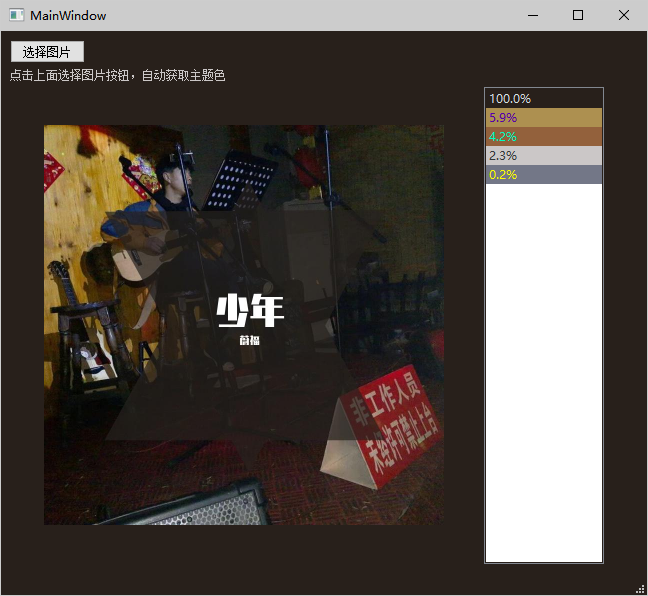 MainWindow
选择图片
点击上面选择图片按钮，自动获取主题色
100.0%
5.9%
4.2%
2.3%
0.2%
少年
蔚福
非工作人员
未经许可禁止上台